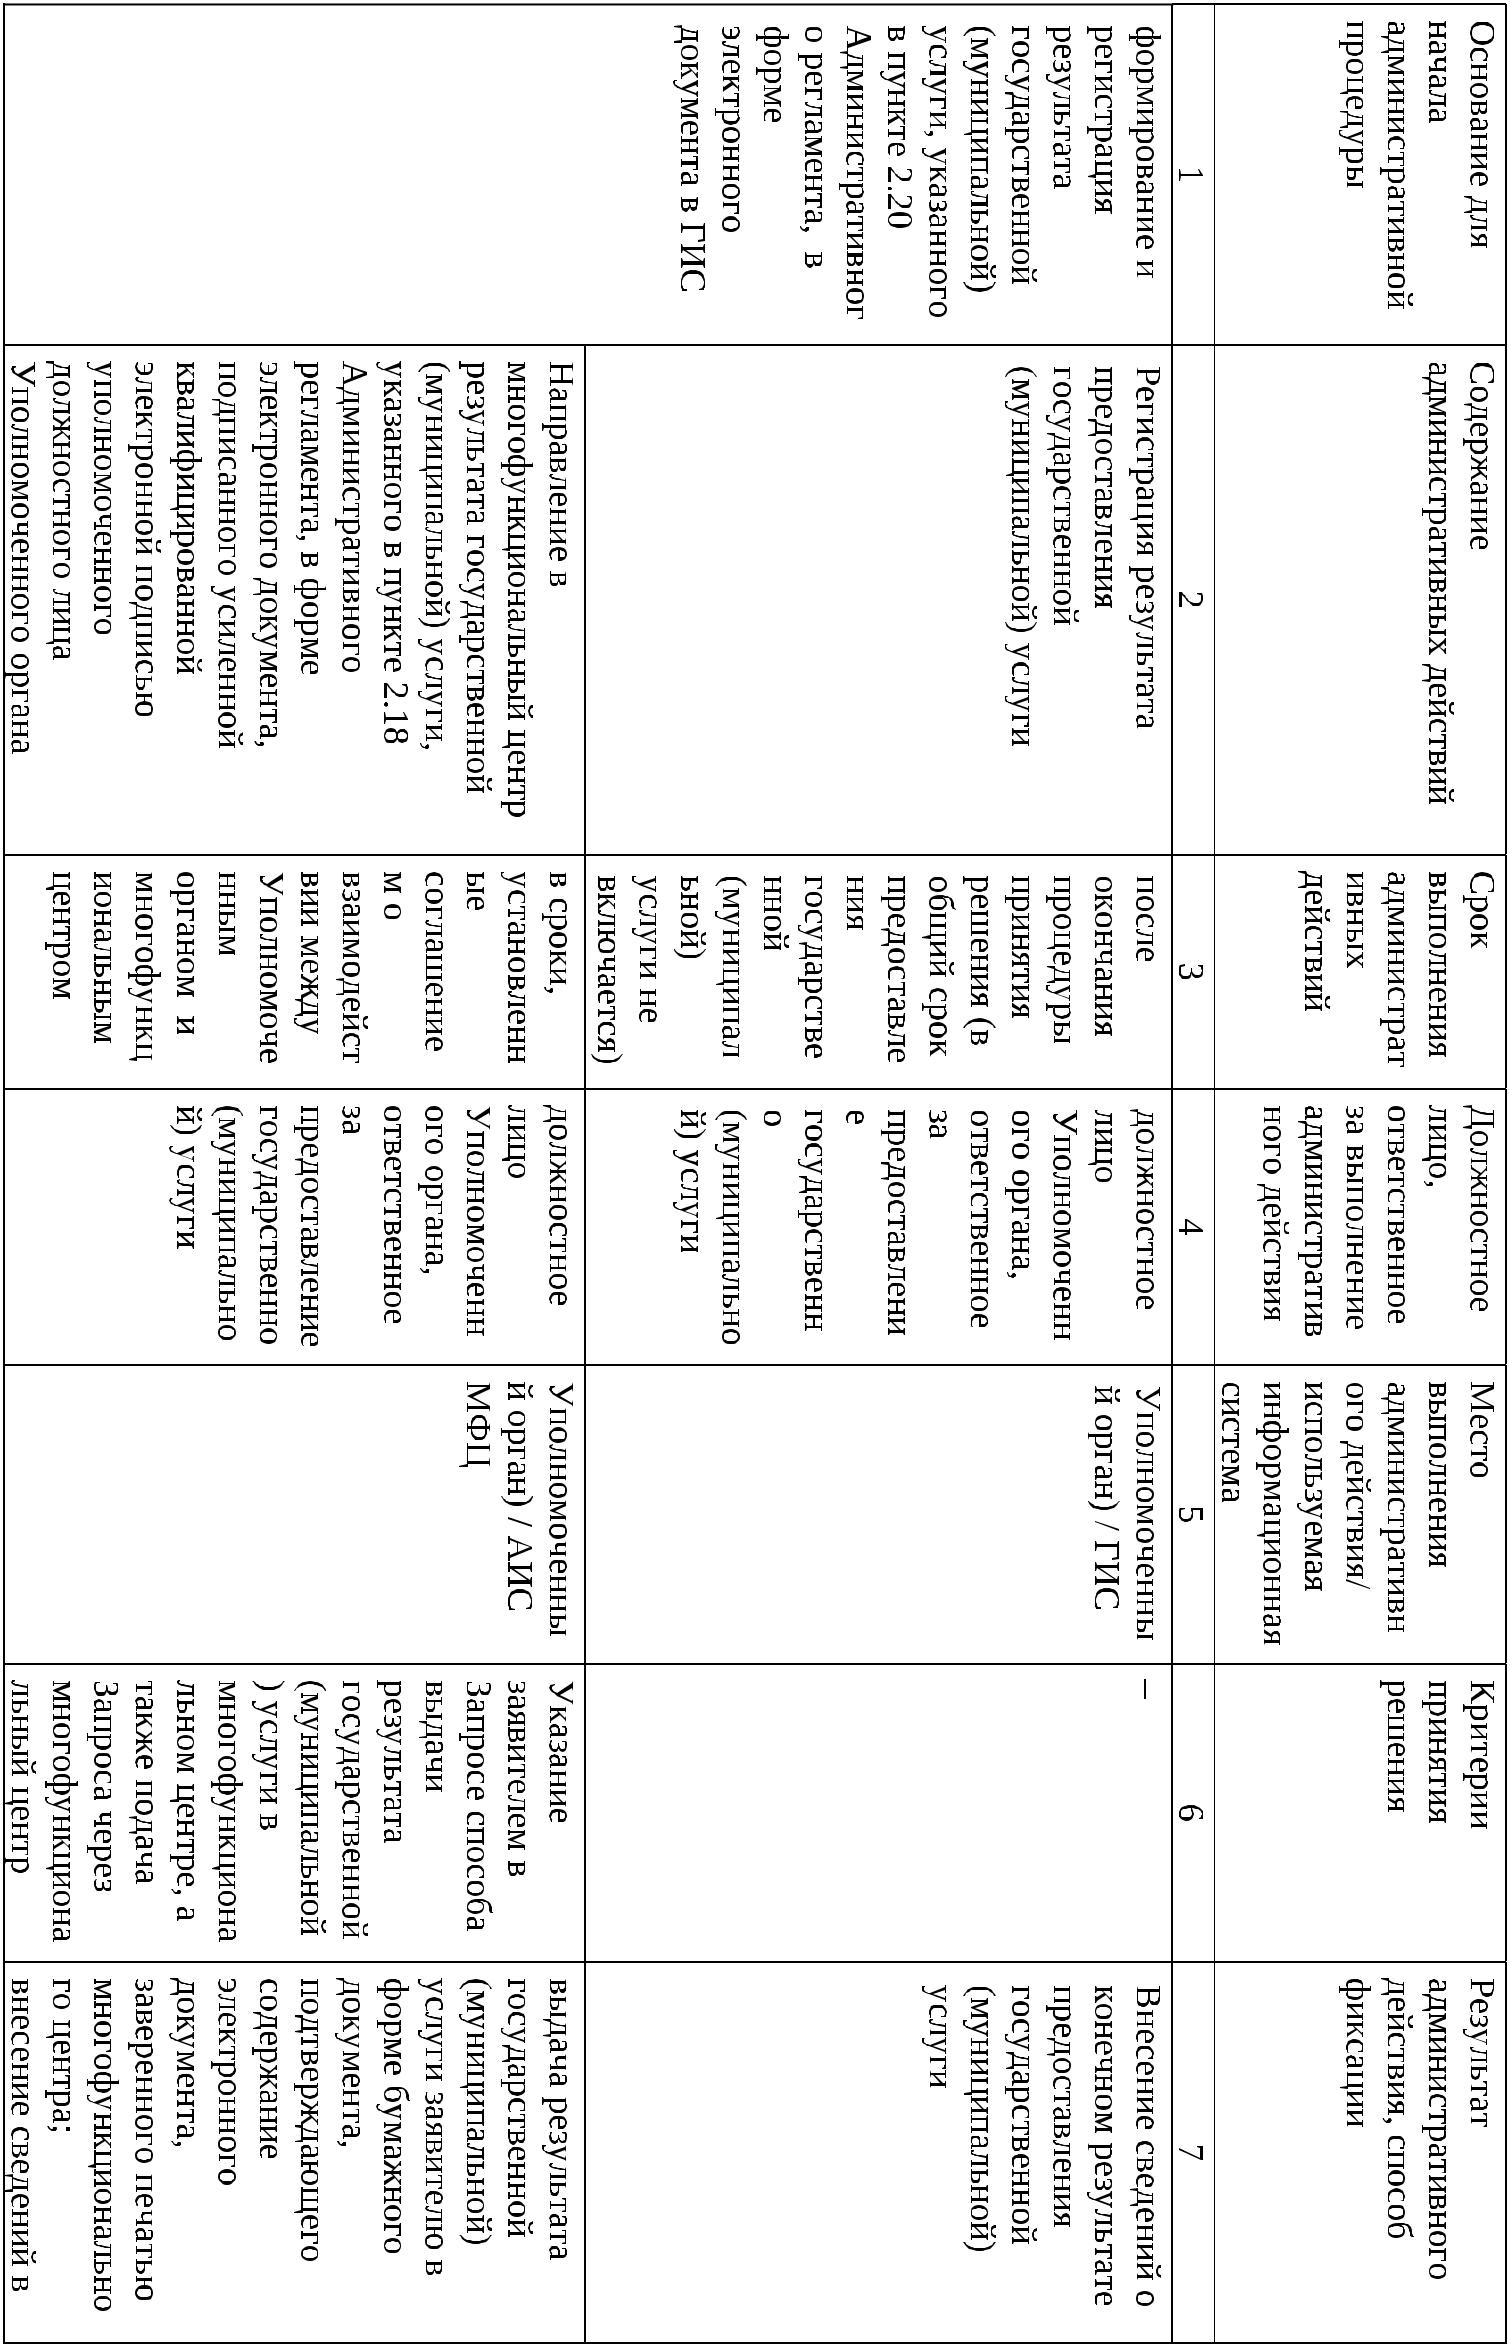 Основание для
начала
административной
процедуры
Содержание
административных действий
Срок
выполнения
администрат
ивных
действий
Должностное
лицо,
ответственное
за выполнение
административ
ного действия
Место
выполнения
административн
ого действия/
используемая
информационная
система
Критерии
принятия
решения
Результат
административного
действия, способ
фиксации
1
2
3
4
5
6
7
формирование и
регистрация
результата
государственной
(муниципальной)
услуги, указанного
в пункте 2.20
Административног
о регламента, в
форме
электронного
документа в ГИС
Регистрация результата
предоставления
государственной
(муниципальной) услуги
после
окончания
процедуры
принятия
решения (в
общий срок
предоставле
ния
государстве
нной
(муниципал
ьной)
услуги не
включается)
должностное
лицо
Уполномоченн
ого органа,
ответственное
за
предоставлени
е
государственн
о
(муниципально
й) услуги
Уполномоченны
й орган) / ГИС
–
Внесение сведений о
конечном результате
предоставления
государственной
(муниципальной)
услуги
Направление в
многофункциональный центр
результата государственной
(муниципальной) услуги,
указанного в пункте 2.18
Административного
регламента, в форме
электронного документа,
подписанного усиленной
квалифицированной
электронной подписью
уполномоченного
должностного лица
Уполномоченного органа
в сроки,
установленн
ые
соглашение
м о
взаимодейст
вии между
Уполномоче
нным
органом и
многофункц
иональным
центром
должностное
лицо
Уполномоченн
ого органа,
ответственное
за
предоставление
государственно
(муниципально
й) услуги
Уполномоченны
й орган) / АИС
МФЦ
Указание
заявителем в
Запросе способа
выдачи
результата
государственной
(муниципальной
) услуги в
многофункциона
льном центре, а
также подача
Запроса через
многофункциона
льный центр
выдача результата
государственной
(муниципальной)
услуги заявителю в
форме бумажного
документа,
подтверждающего
содержание
электронного
документа,
заверенного печатью
многофункционально
го центра;
внесение сведений в